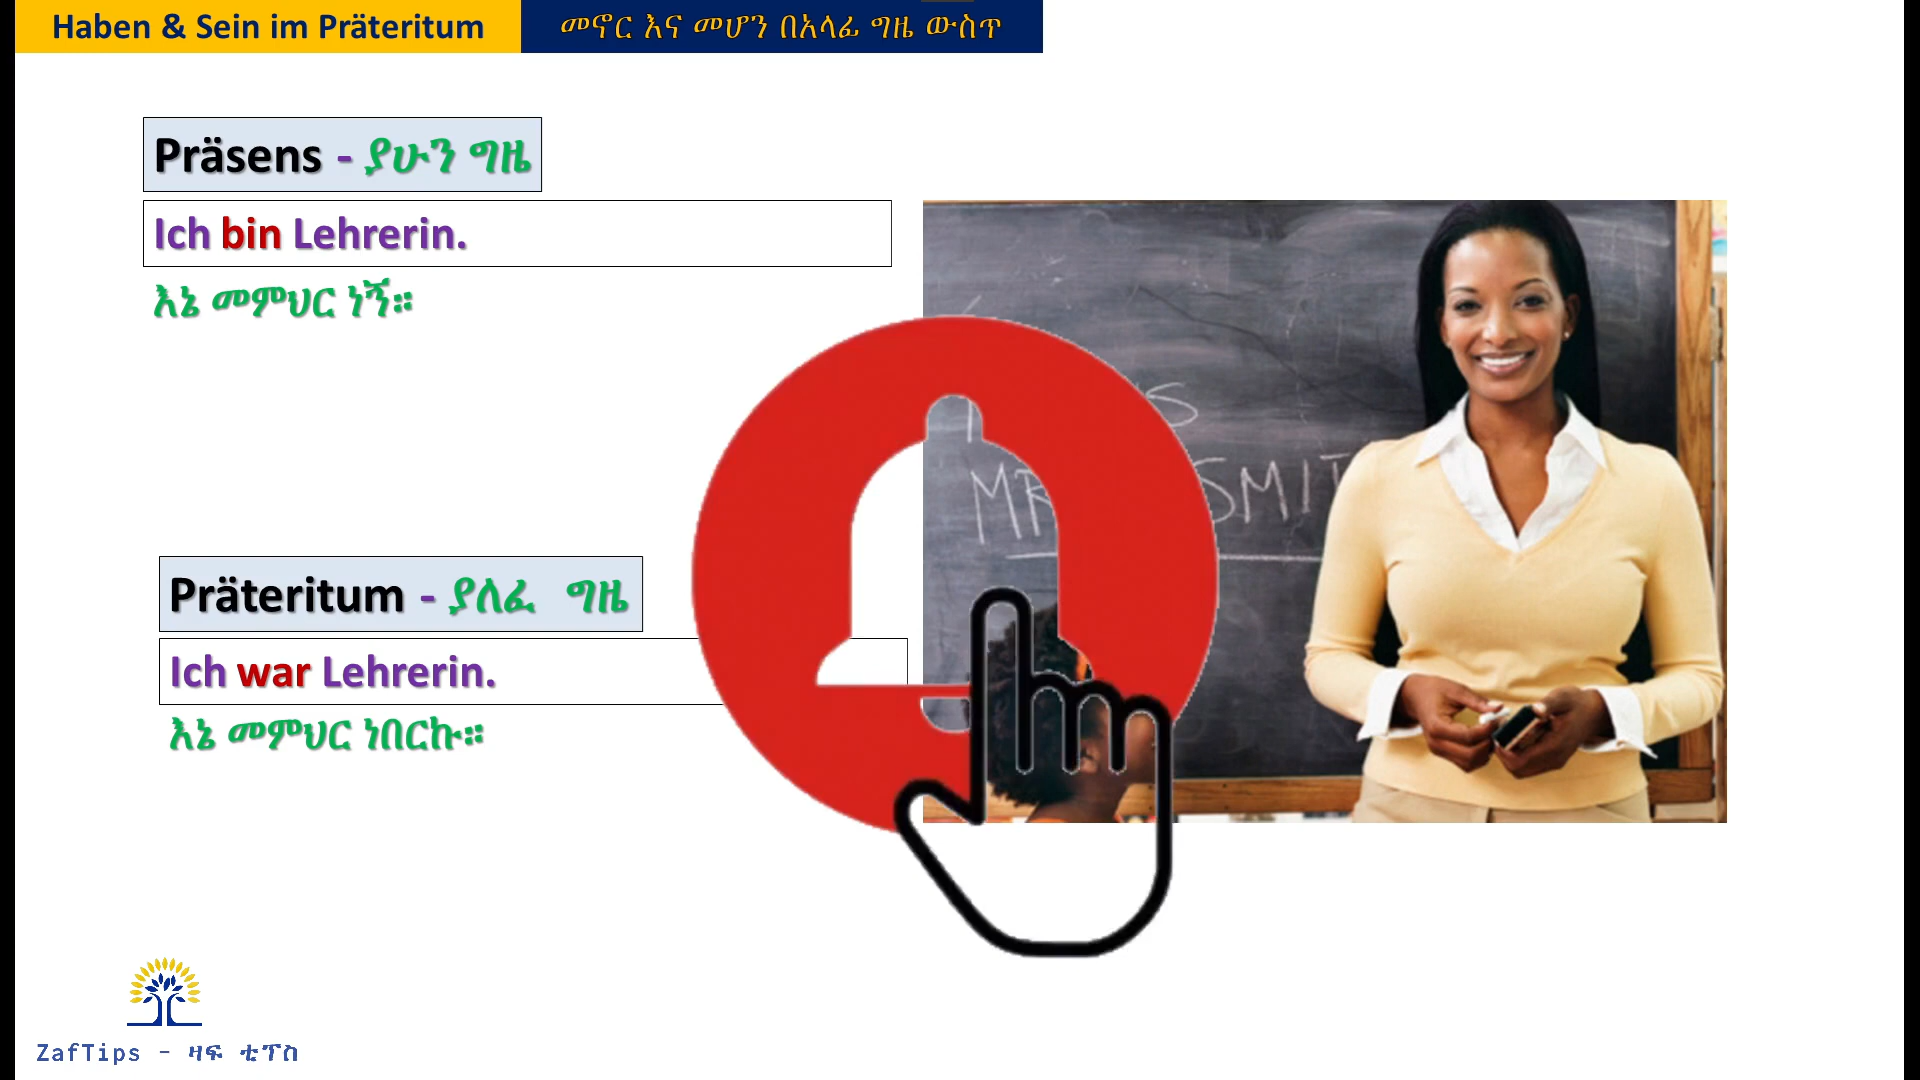 Haben & Sein im Präteritum
መኖር እና መሆን በአላፊ ግዜ ውስጥ
Präsens - ያሁን ግዜ
Ich bin Lehrerin.
እኔ መምህር ነኝ።
Präteritum - ያለፈ ግዜ
Ich war Lehrerin.
እኔ መምህር ነበርኩ።
ZafTips - ዛፍ ቲፕስ